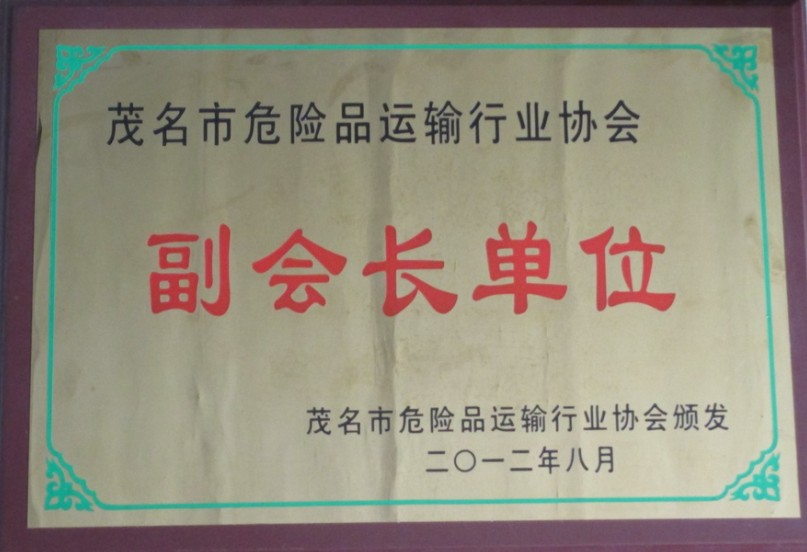 茂名市危险品运输行业协会
副会长单位
茂名市危险品运输行业协会颁发
二〇一二年八月